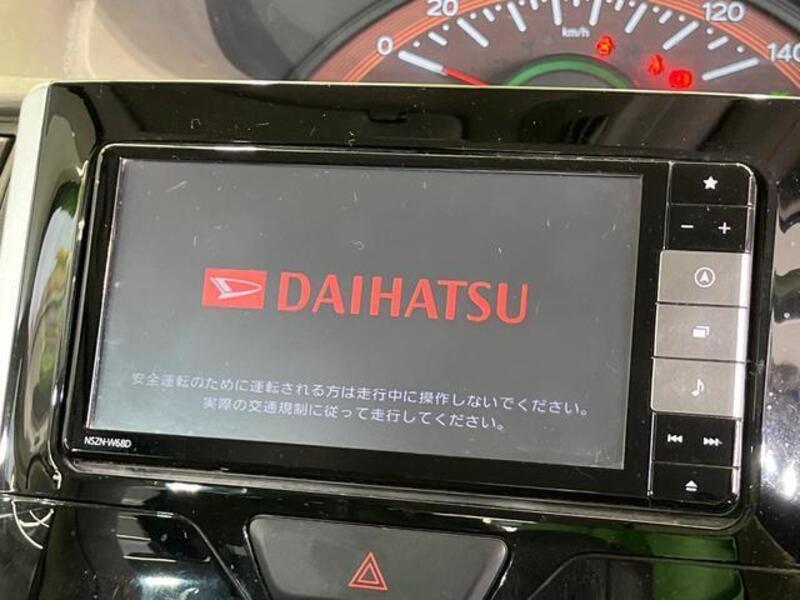 0
20
km/h
120
140
DAIHATSU
安全運転のために運転される方は走行中に操作しないでください。
実際の交通規制に従って走行してください。
NSZN-W68D